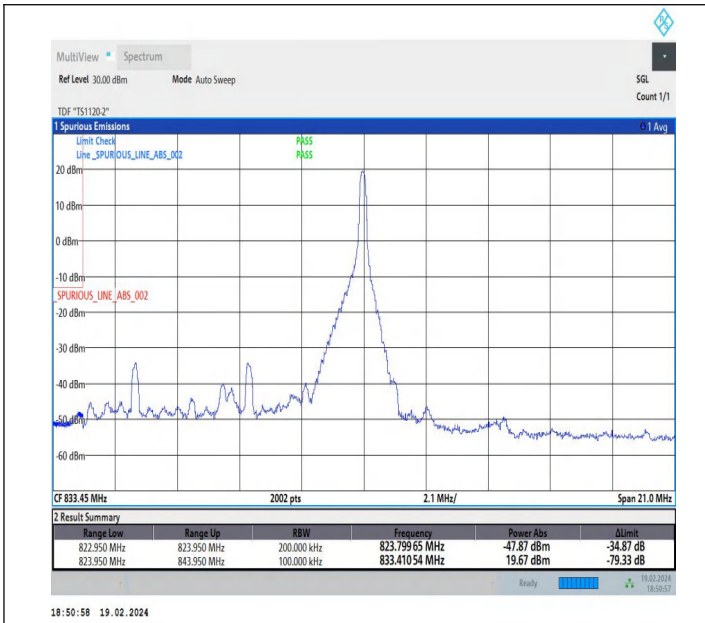 R S
MultiView Spectrum
Ref Level 30.00 dBm Mode Auto Sweep SGL
Count 1/1
TDF "TS1120-2"
1 Spurious Emissions 1 Avg
Limit Check PASS
Line _SPURIOUS_LINE_ABS_002 PASS
20 dBm
10 dBm
0 dBm
-10 dBm
_SPURIOUS_LINE_ABS_002
-20 dBm
-30 dBm
-40 dBm
-50 dBm
-60 dBm
CF 833.45 MHz 2002 pts 2.1 MHz/ Span 21.0 MHz
2 Result Summary
Range Low Range Up RBW Frequency Power Abs ΔLimit
822.950 MHz 823.950 MHz 200.000 kHz 823.79965 MHz -47.87 dBm -34.87 dB
823.950 MHz 843.950 MHz 100.000 kHz 833.41054 MHz 19.67 dBm -79.33 dB
Ready 19.02.2024
18:50:57
18:50:58 19.02.2024